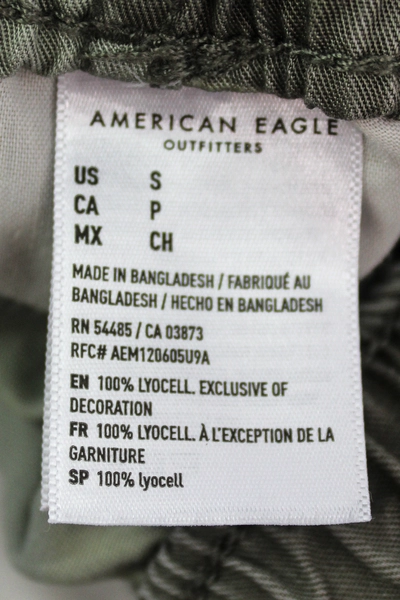 AMERICAN EAGLE
OUTFITTERS
US S
CA P
MX CH
MADE IN BANGLADESH / FABRIQUÉ AU
BANGLADESH / HECHO EN BANGLADESH
RN 54485 / CA 03873
RFC# AEM120605U9A
EN 100% LYOCELL. EXCLUSIVE OF
DECORATION
FR 100% LYOCELL. À L'EXCEPTION DE LA
GARNITURE
SP 100% lyocell